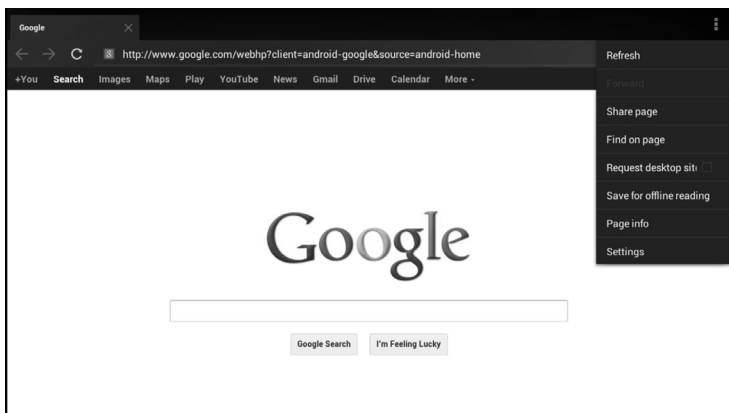 Google
http://www.google.com/webhp?client=android-google&source=android-home
+You Search Images Maps Play YouTube News Gmail Drive Calendar More
Refresh
Forward
Share page
Find on page
Request desktop site
Save for offline reading
Page info
Settings
Google
Google Search I'm Feeling Lucky